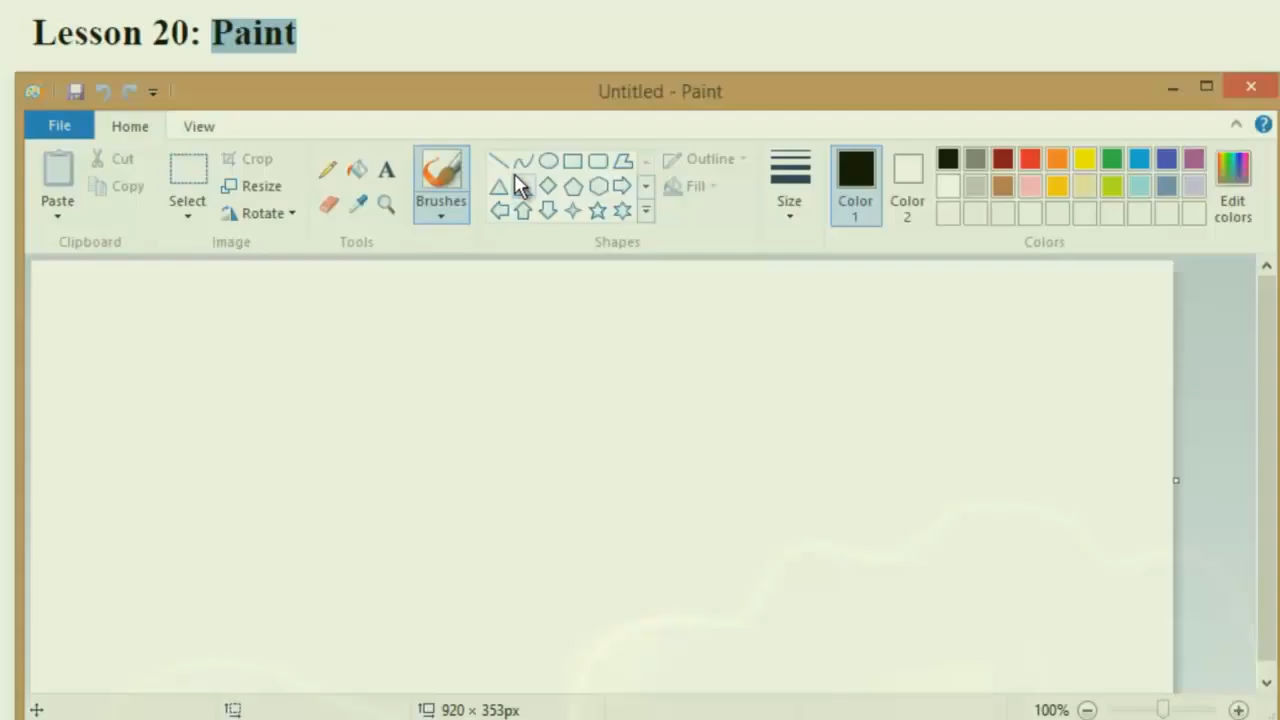 Lesson 20: Paint
Untitled - Paint
File Home View
Paste
Cut
Copy
Clipboard
Select
Crop
Resize
Rotate
Image
A
Tools
Brushes
Outline
Fill
Shapes
Size
Color 1
Color 2
Edit colors
Colors
920 × 353px
100%